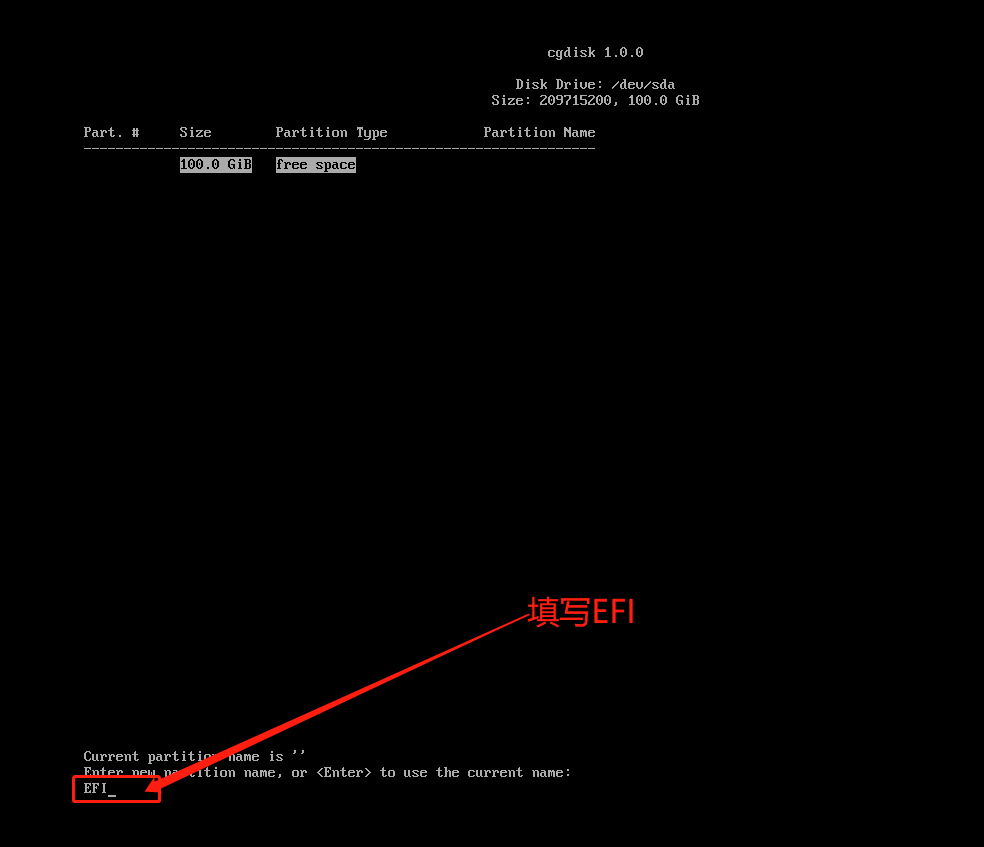 cgdisk 1.0.0
Disk Drive: /dev/sda
Size: 209715200, 100.0 GiB
Part. # Size Partition Type Partition Name
100.0 GiB free space
填写EFI
Current partition name is ''
Enter new partition name, or <Enter> to use the current name:
EFI_